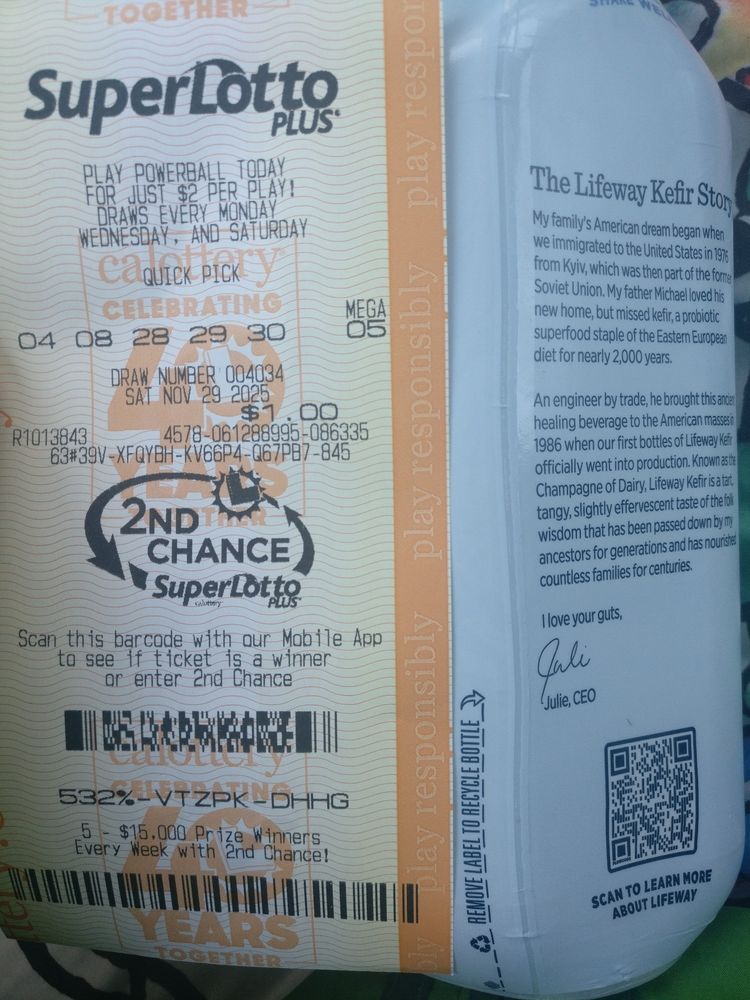 TOGETHER
SuperLotto
PLUS
PLAY POWERBALL TODAY
FOR JUST $2 PER PLAY!
DRAWS EVERY MONDAY
WEDNESDAY, AND SATURDAY
calottery
QUICK PICK
CELEBRATING
MEGA
04 08 28 29 30 05
40
DRAW NUMBER 004034
SAT NOV 29 2025
$1.00
R1013843 4578-061288995-086335
63#39V-XFQYBH-KV66P4-Q67PB7-845
YEARS
TOGETHER
2ND
CHANCE
SuperLotto
calottery PLUS
Scan this barcode with our Mobile App
to see if ticket is a winner
or enter 2nd Chance
calottery
CELEBRATING
532%-VTZPK-DHHG
40
5 - $15,000 Prize Winners
Every Week with 2nd Chance!
YEARS
TOGETHER
play responsibly
play responsibly
play responsibly
SHAKE
The Lifeway Kefir Story
My family's American dream began when
we immigrated to the United States in 1976
from Kyiv, which was then part of the former
Soviet Union. My father Michael loved his
new home, but missed kefir, a probiotic
superfood staple of the Eastern European
diet for nearly 2,000 years.
An engineer by trade, he brought this ancient
healing beverage to the American masses in
1986 when our first bottles of Lifeway Kefir
officially went into production. Known as the
Champagne of Dairy, Lifeway Kefir is a tart,
tangy, slightly effervescent taste of the folk
wisdom that has been passed down by my
ancestors for generations and has nourished
countless families for centuries.
I love your guts,
Juli
Julie, CEO
REMOVE LABEL TO RECYCLE BOTTLE
SCAN TO LEARN MORE
ABOUT LIFEWAY